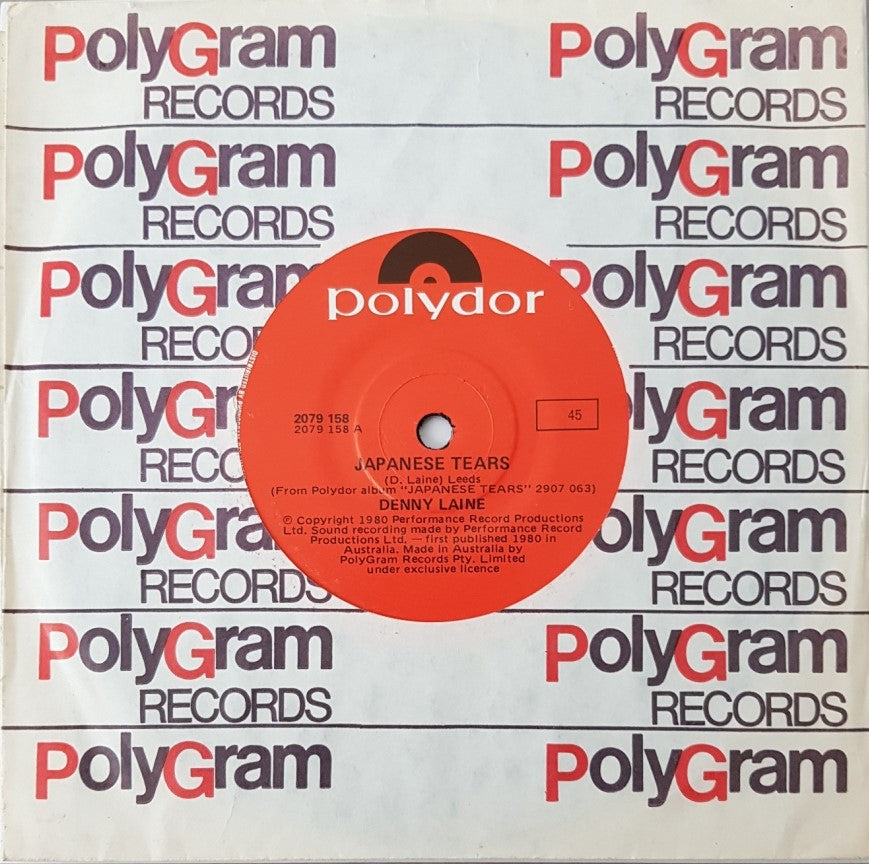 PolyGram PolyGram
RECORDS RECORDS
PolyGram PolyGram
RECORDS RECORDS
PolyGram PolyGram
RECORDS
PolyGram
RECORDS
RECORDS
PolyGram
RECORDS RECORDS
PolyGram PolyGram
RECORDS RECORDS
PolyGram PolyGram
polydor
DISTRIBUTED BY
2079 158
2079 158 A
45
JAPANESE TEARS
(D. Laine) Leeds
(From Polydor album "JAPANESE TEARS" 2907 063)
DENNY LAINE
℗ Copyright 1980 Performance Record Productions
Ltd. Sound recording made by Performance Record
Productions Ltd. — first published 1980 in
Australia. Made in Australia by
PolyGram Records Pty. Limited
under exclusive licence